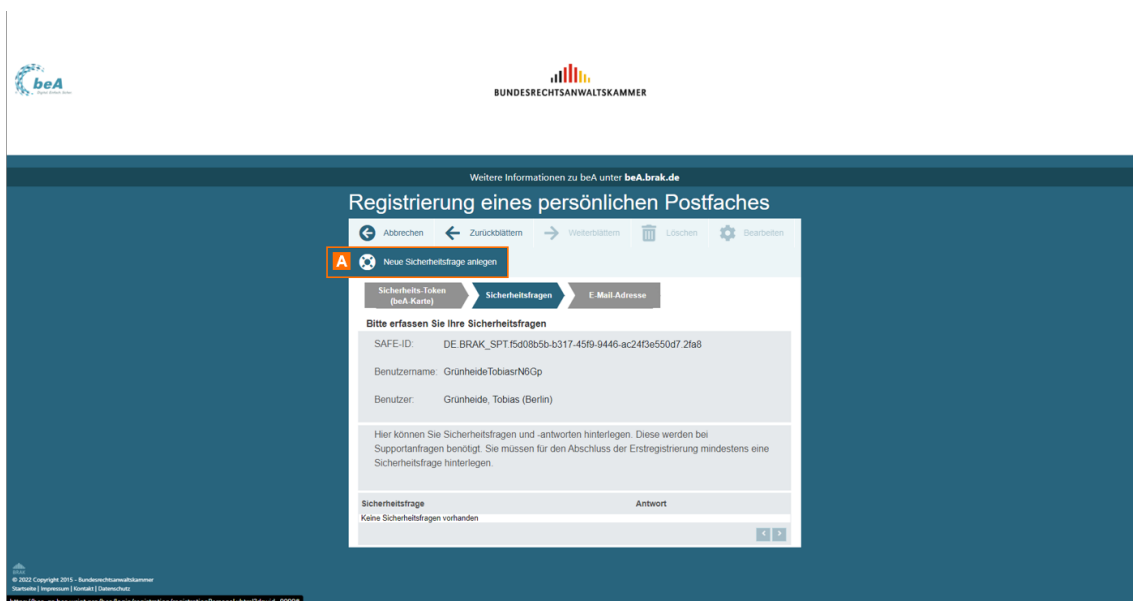 beA
BUNDESRECHTSANWALTSKAMMER
Weitere Informationen zu beA unter beA.brak.de
Registrierung eines persönlichen Postfaches
Abbrechen Zurückblättern Weiterblättern Löschen Bearbeiten
A Neue Sicherheitsfrage anlegen
Sicherheits-Token
(beA-Karte)
Sicherheitsfragen
E-Mail-Adresse
Bitte erfassen Sie Ihre Sicherheitsfragen
SAFE-ID: DE.BRAK_SPT.f5d08b5b-b317-45f9-9446-ac24f3e550d7.2fa8
Benutzername: GrünheideTobiasrN6Gp
Benutzer: Grünheide, Tobias (Berlin)
Hier können Sie Sicherheitsfragen und -antworten hinterlegen. Diese werden bei
Supportanfragen benötigt. Sie müssen für den Abschluss der Erstregistrierung mindestens eine
Sicherheitsfrage hinterlegen.
Sicherheitsfrage Antwort
Keine Sicherheitsfragen vorhanden
© 2022 Copyright 2015 - Bundesrechtsanwaltskammer
Startseite | Impressum | Kontakt | Datenschutz